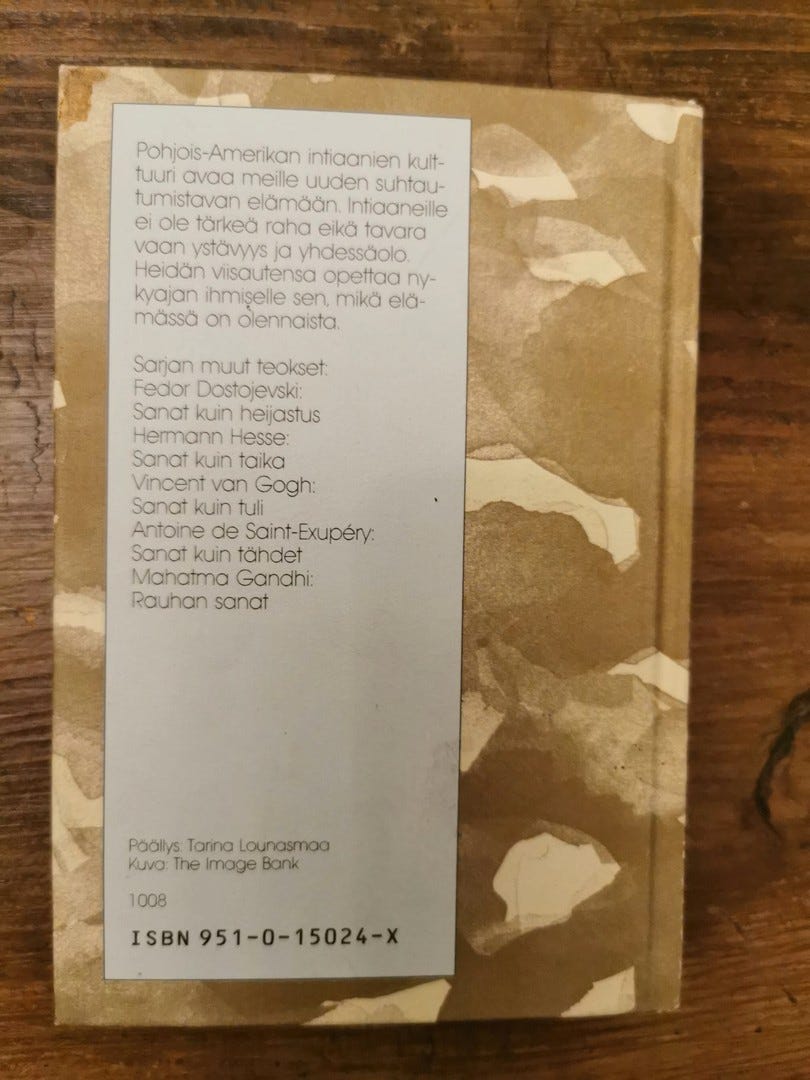 Pohjois-Amerikan intiaanien kult-
tuuri avaa meille uuden suhtau-
tumistavan elämään. Intiaaneille
ei ole tärkeä raha eikä tavara
vaan ystävyys ja yhdessäolo.
Heidän viisautensa opettaa ny-
kyajan ihmiselle sen, mikä elä-
mässä on olennaista.
Sarjan muut teokset:
Fedor Dostojevski:
Sanat kuin heijastus
Hermann Hesse:
Sanat kuin taika
Vincent van Gogh:
Sanat kuin tuli
Antoine de Saint-Exupéry:
Sanat kuin tähdet
Mahatma Gandhi:
Rauhan sanat
Päällys: Tarina Lounasmaa
Kuva: The Image Bank
1008
ISBN 951-0-15024-X